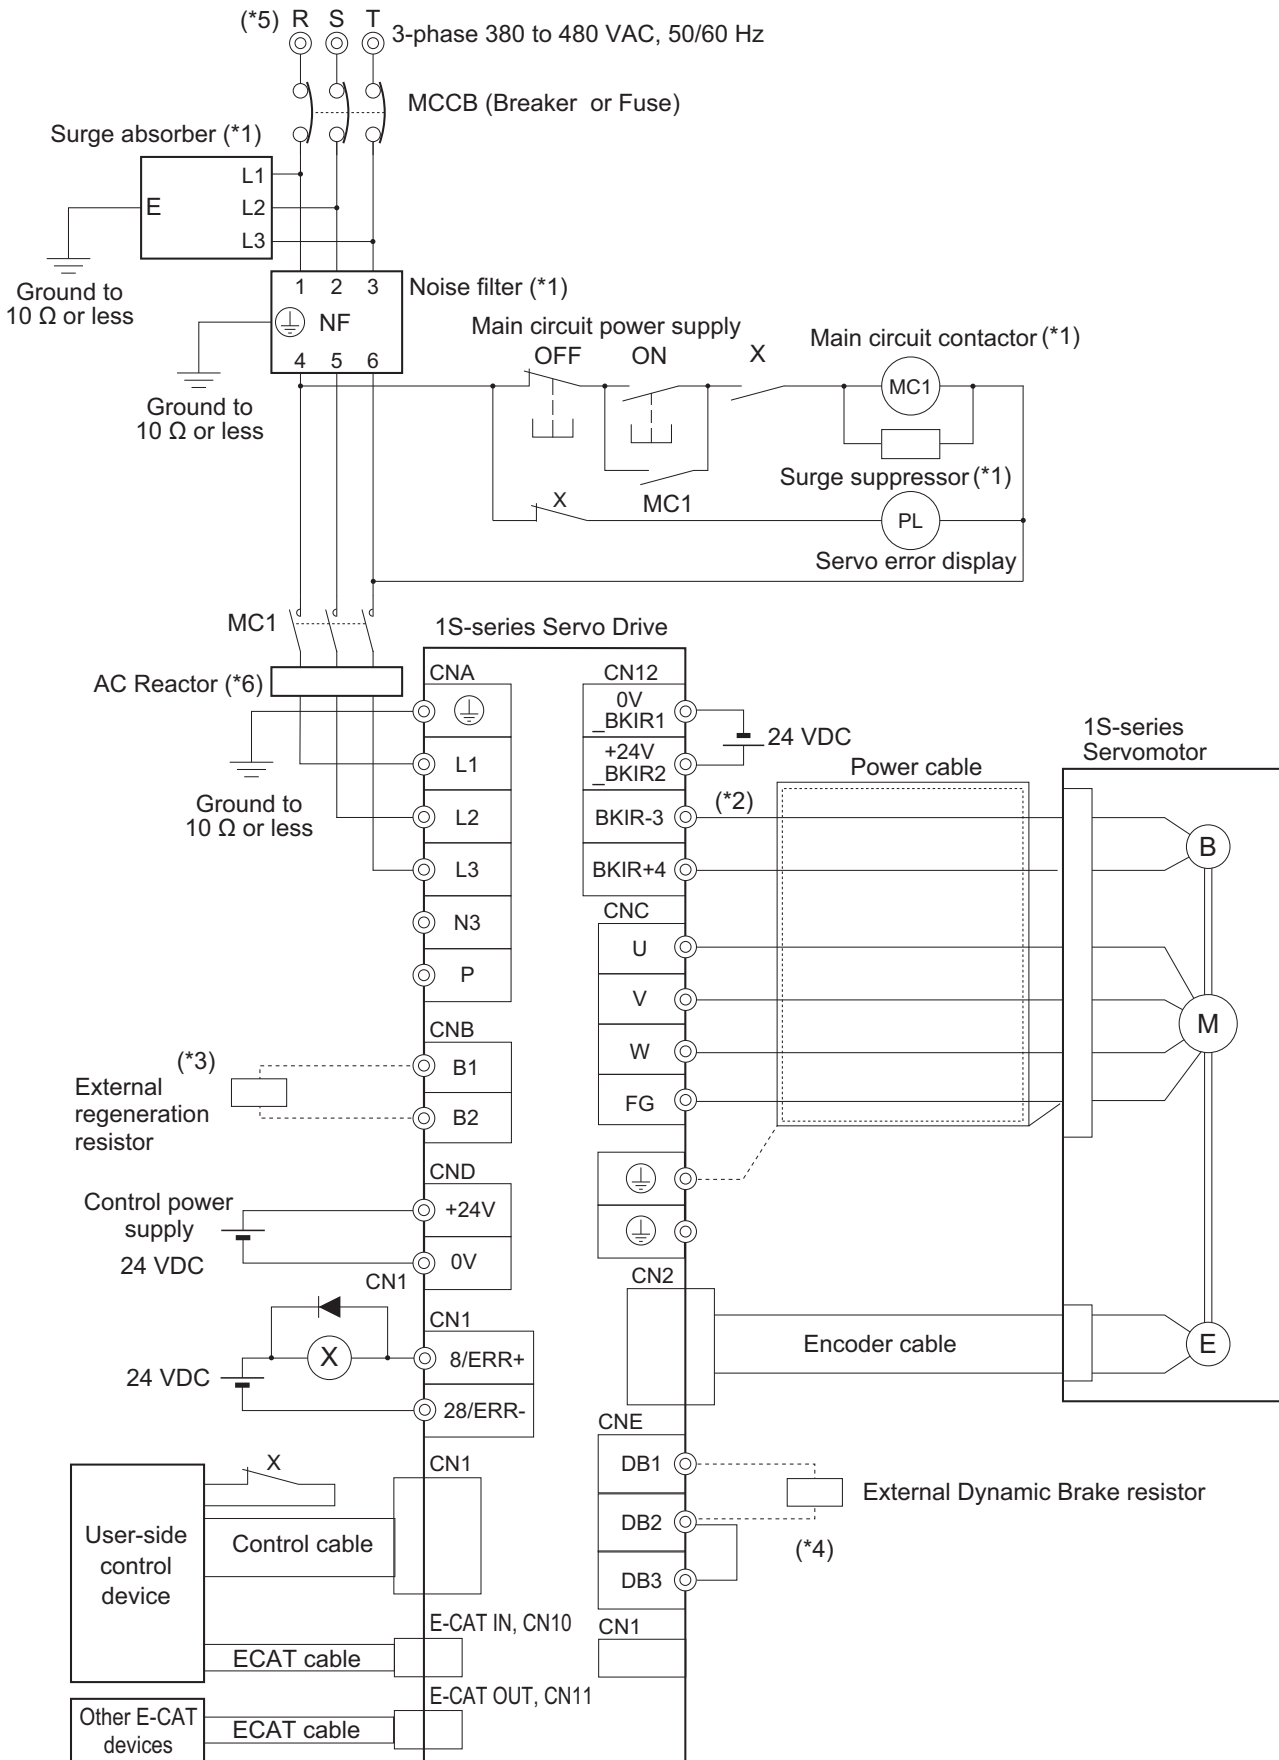 (*5) R S T
3-phase 380 to 480 VAC, 50/60 Hz
MCCB (Breaker or Fuse)
Surge absorber (*1)
L1
E
L2
L3
Ground to
10 Ω or less
1 2 3
Noise filter (*1)
NF
4 5 6
Ground to
10 Ω or less
Main circuit power supply
OFF ON X
Main circuit contactor (*1)
MC1
Surge suppressor (*1)
MC1
X
PL
Servo error display
MC1
AC Reactor (*6)
Ground to
10 Ω or less
1S-series Servo Drive
CNA
L1
L2
L3
N3
P
CNB
B1
B2
(*3)
External
regeneration
resistor
CND
+24V
0V
Control power
supply
24 VDC
CN1
CN1
8/ERR+
28/ERR-
X
24 VDC
CN1
X
User-side
control
device
Control cable
E-CAT IN, CN10
ECAT cable
E-CAT OUT, CN11
Other E-CAT
devices
ECAT cable
CN12
0V
_BKIR1
+24V
_BKIR2
BKIR-3
BKIR+4
24 VDC
(*2)
Power cable
1S-series
Servomotor
B
CNC
U
V
W
FG
M
CN2
Encoder cable
E
CNE
DB1
DB2
DB3
External Dynamic Brake resistor
(*4)
CN1